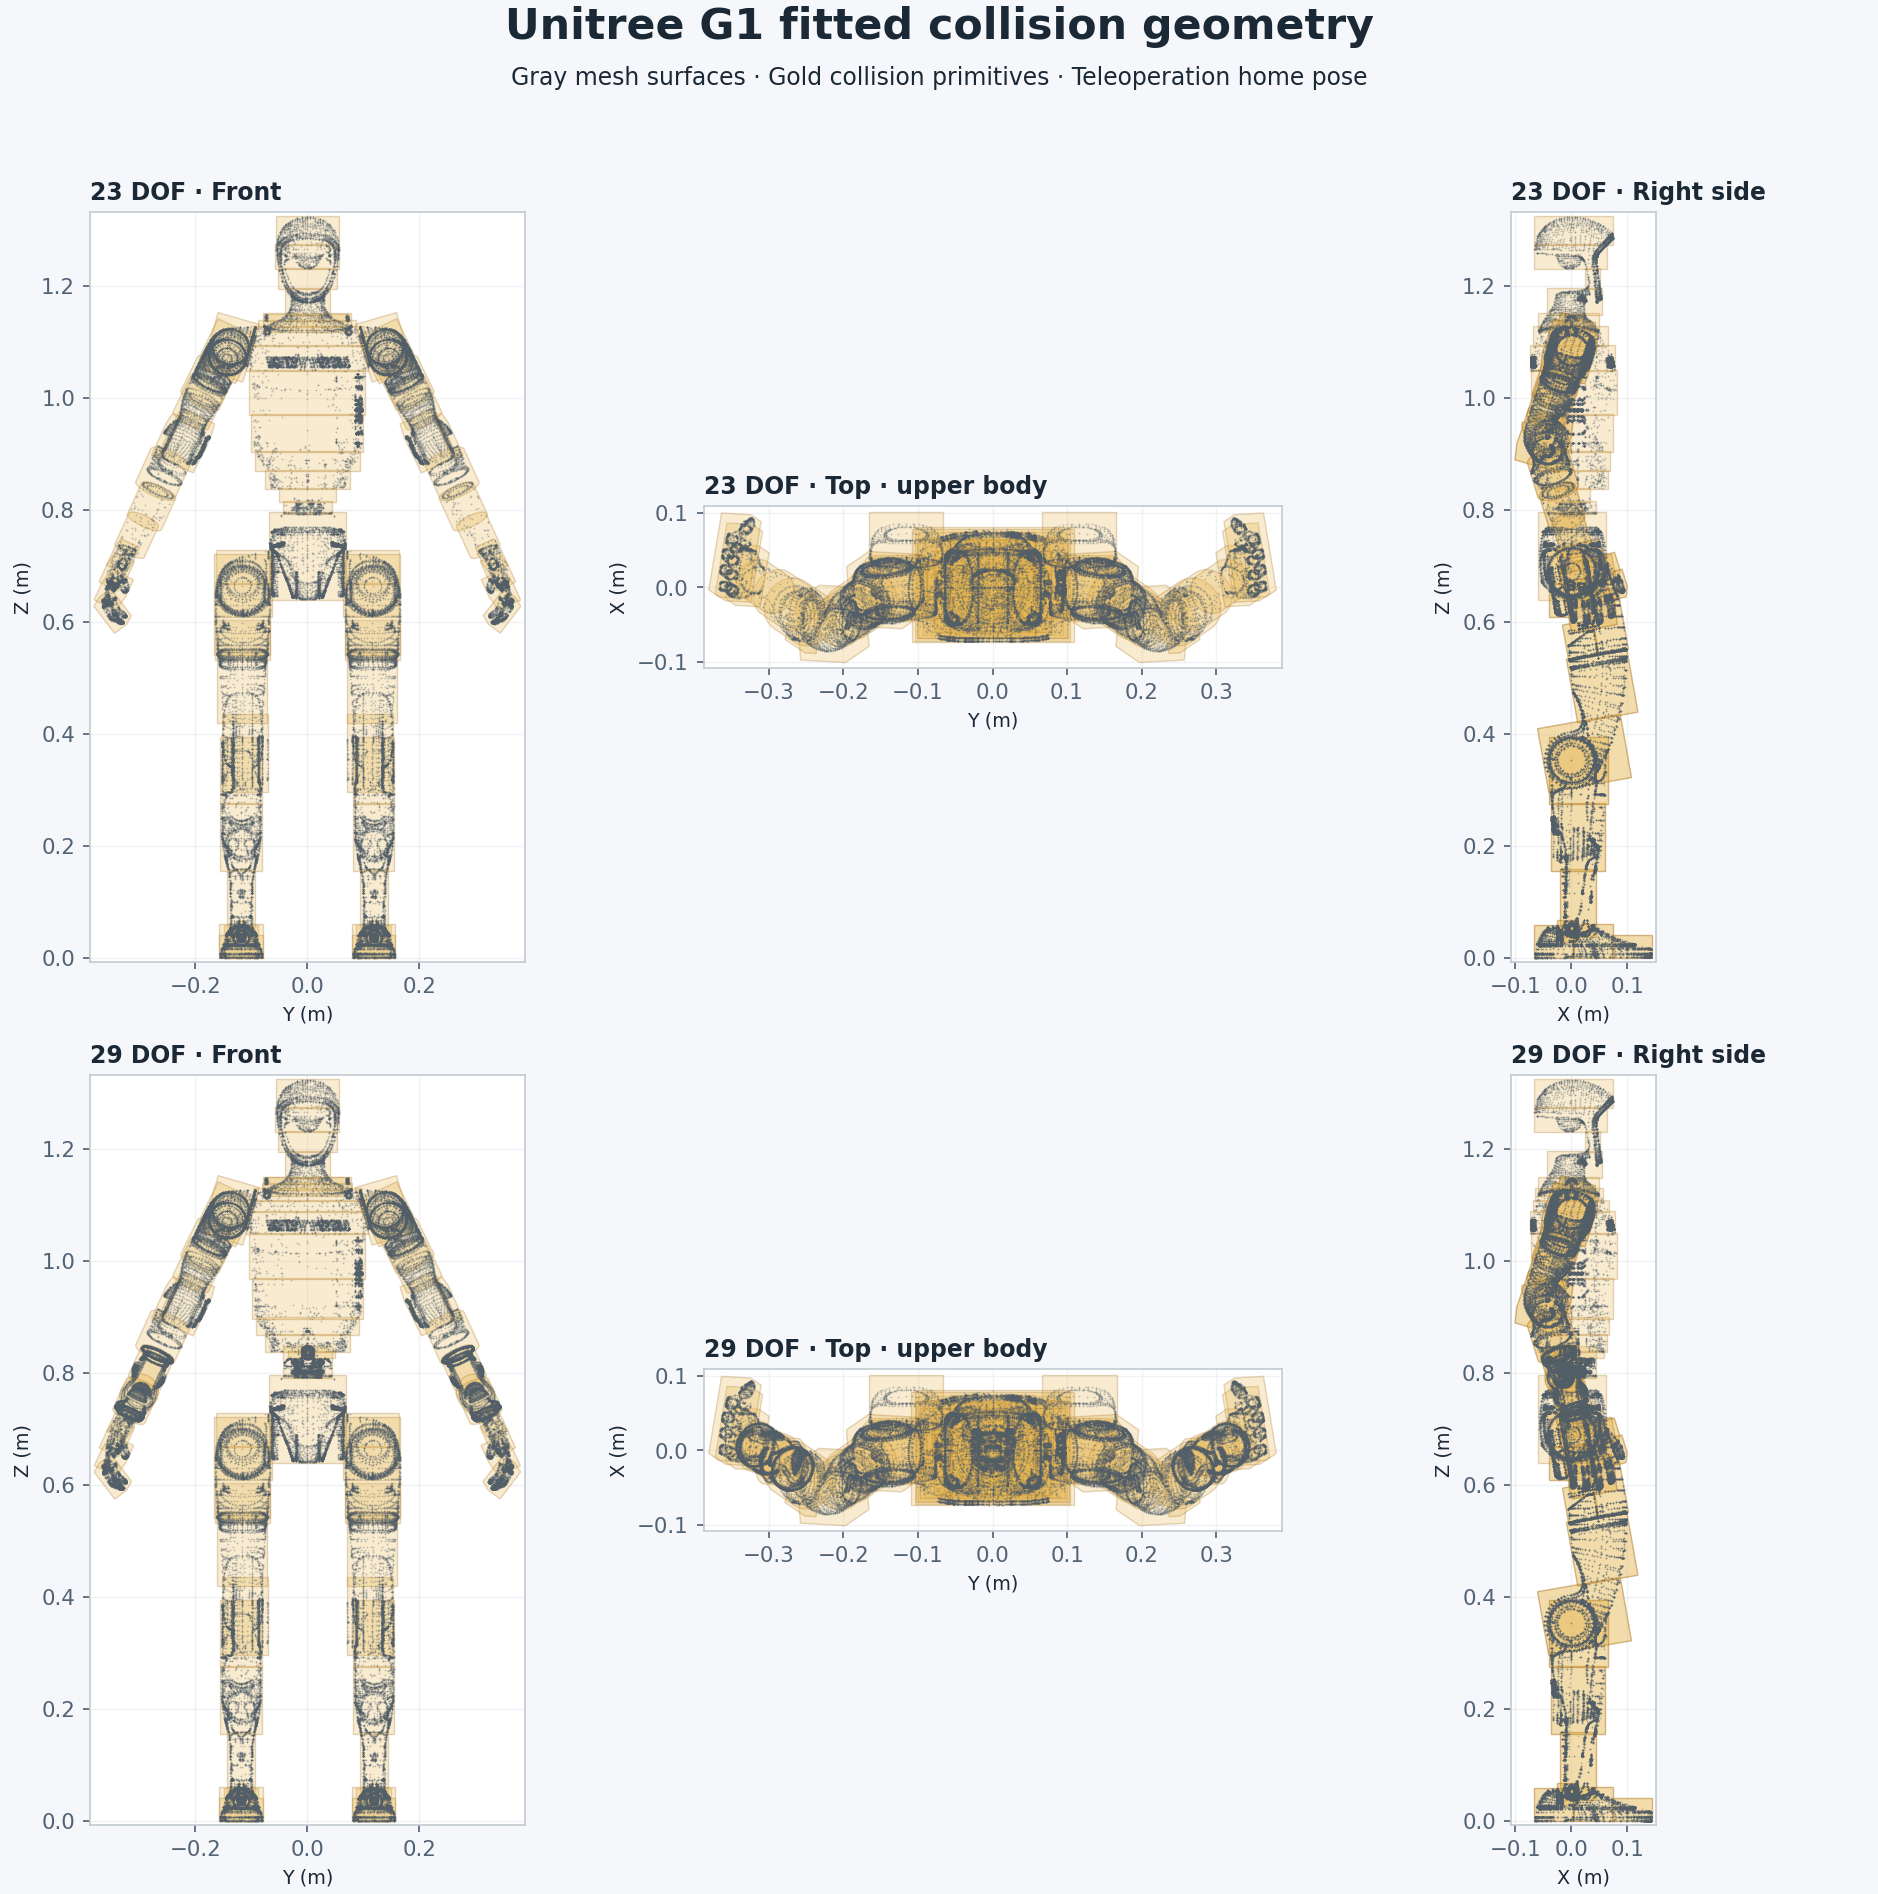 Unitree G1 fitted collision geometry
Gray mesh surfaces · Gold collision primitives · Teleoperation home pose
23 DOF · Front
1.2
1.0
0.8
0.6
0.4
0.2
0.0
Z (m)
−0.2 0.0 0.2
Y (m)
23 DOF · Top · upper body
0.1
0.0
−0.1
X (m)
−0.3 −0.2 −0.1 0.0 0.1 0.2 0.3
Y (m)
23 DOF · Right side
1.2
1.0
0.8
0.6
0.4
0.2
0.0
Z (m)
−0.1 0.0 0.1
X (m)
29 DOF · Front
1.2
1.0
0.8
0.6
0.4
0.2
0.0
Z (m)
−0.2 0.0 0.2
Y (m)
29 DOF · Top · upper body
0.1
0.0
−0.1
X (m)
−0.3 −0.2 −0.1 0.0 0.1 0.2 0.3
Y (m)
29 DOF · Right side
1.2
1.0
0.8
0.6
0.4
0.2
0.0
Z (m)
−0.1 0.0 0.1
X (m)